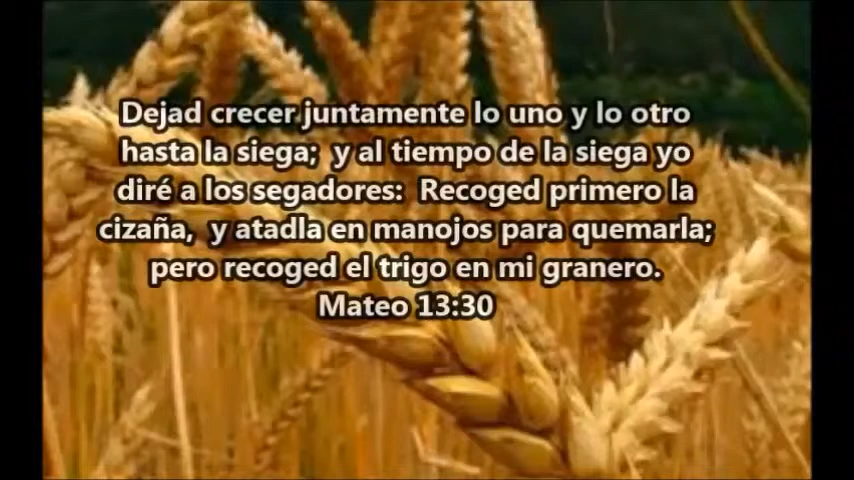 Dejad crecer juntamente lo uno y lo otro
hasta la siega;  y al tiempo de la siega yo
diré a los segadores:  Recoged primero la
cizaña,  y atadla en manojos para quemarla;
pero recoged el trigo en mi granero.
Mateo 13:30